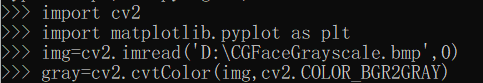 >>> import cv2
>>> import matplotlib.pyplot as plt
>>> img=cv2.imread('D:\CGFaceGrayscale.bmp',0)
>>> gray=cv2.cvtColor(img,cv2.COLOR_BGR2GRAY)